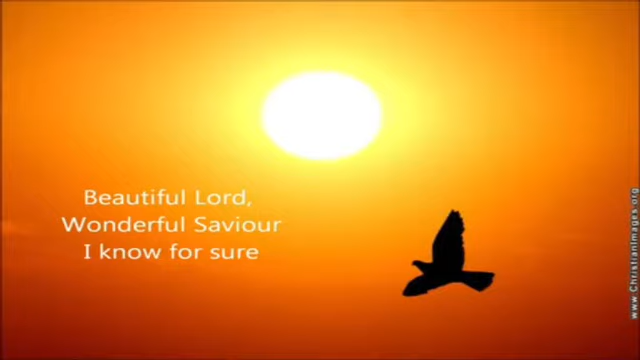 Beautiful Lord,
Wonderful Saviour
I know for sure
www.ChristianImages.org